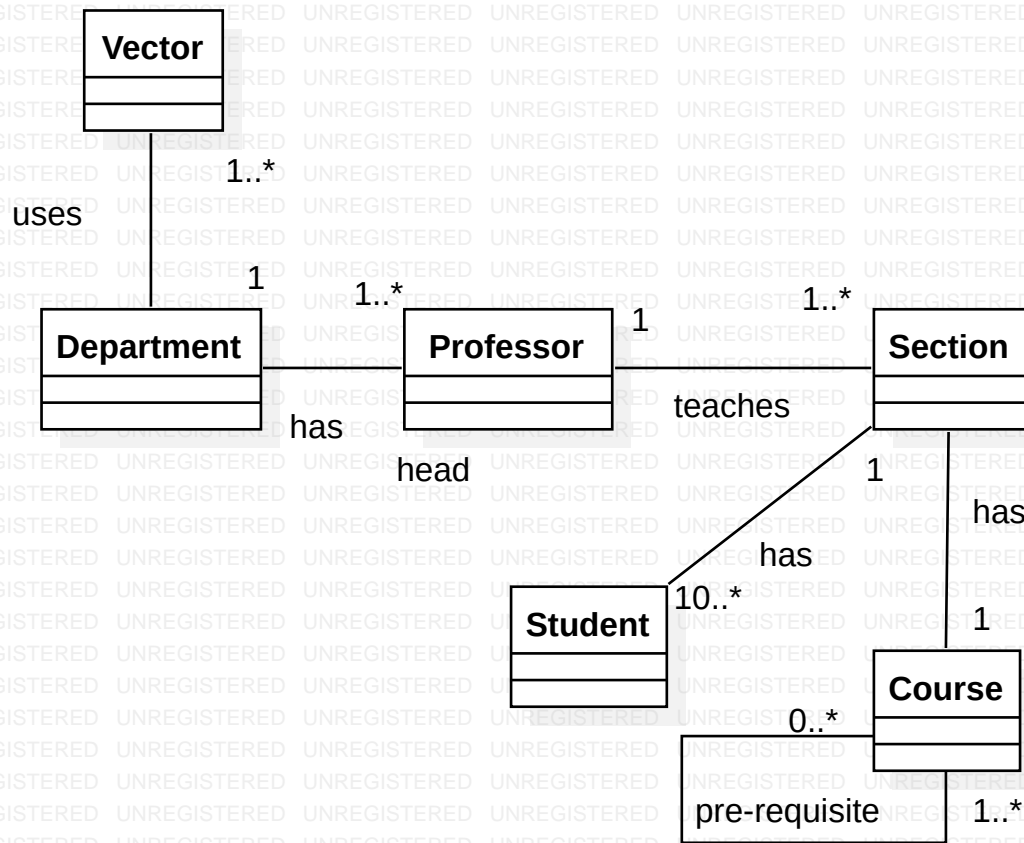 Vector
1..*
uses
1
1..*
1..*
1
Department
Professor
Section
teaches
has
head
1
has
has
10..*
1
Student
Course
0..*
pre-requisite
1..*
UNREGISTERED